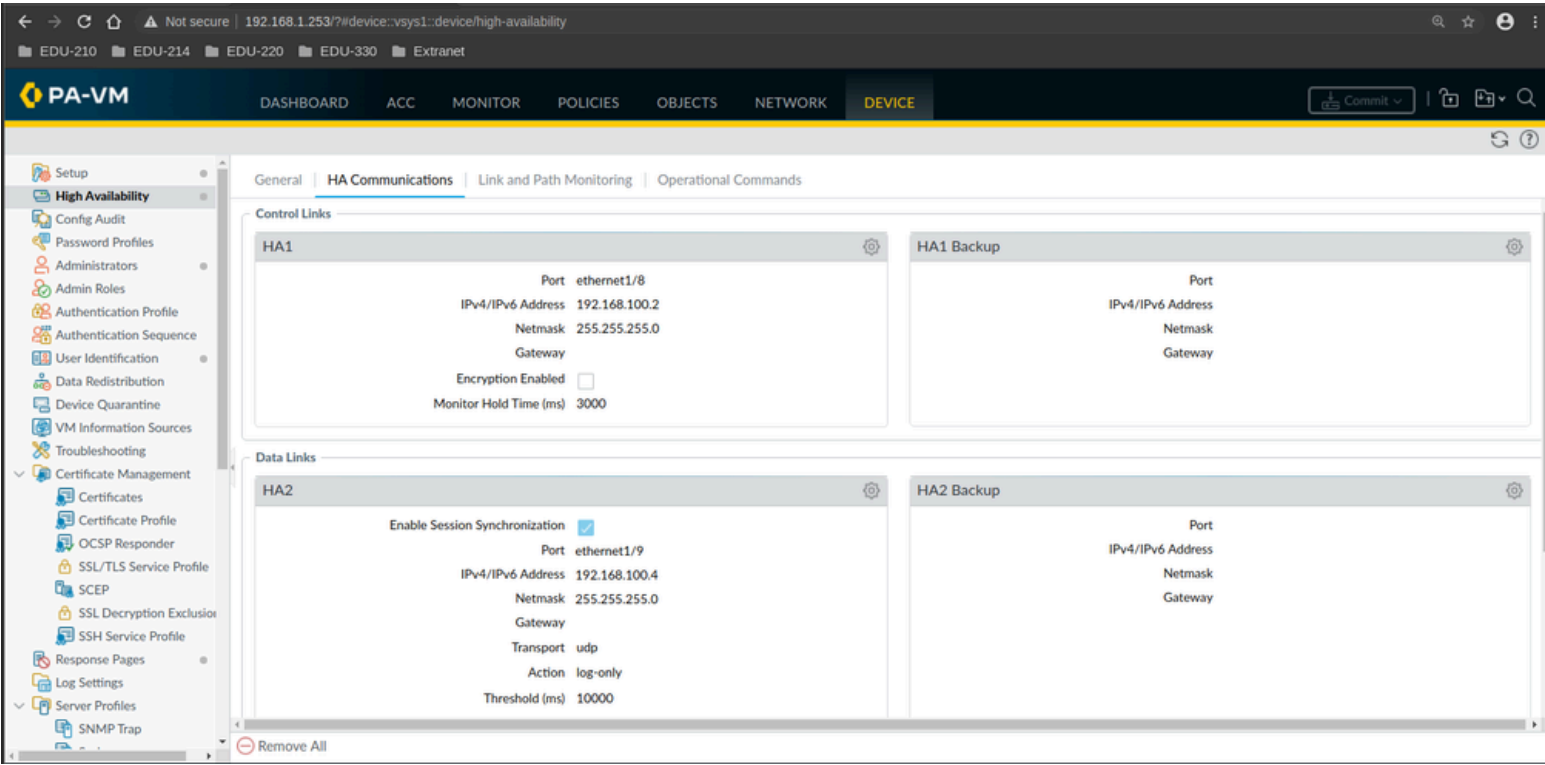 Not secure | 192.168.1.253/?#device::vsys1::device/high-availability
EDU-210 EDU-214 EDU-220 EDU-330 Extranet
PA-VM
DASHBOARD ACC MONITOR POLICIES OBJECTS NETWORK DEVICE
Commit
Setup
High Availability
Config Audit
Password Profiles
Administrators
Admin Roles
Authentication Profile
Authentication Sequence
User Identification
Data Redistribution
Device Quarantine
VM Information Sources
Troubleshooting
Certificate Management
Certificates
Certificate Profile
OCSP Responder
SSL/TLS Service Profile
SCEP
SSL Decryption Exclusion
SSH Service Profile
Response Pages
Log Settings
Server Profiles
SNMP Trap
General | HA Communications | Link and Path Monitoring | Operational Commands
Control Links
HA1
Port ethernet1/8
IPv4/IPv6 Address 192.168.100.2
Netmask 255.255.255.0
Gateway
Encryption Enabled
Monitor Hold Time (ms) 3000
HA1 Backup
Port
IPv4/IPv6 Address
Netmask
Gateway
Data Links
HA2
Enable Session Synchronization
Port ethernet1/9
IPv4/IPv6 Address 192.168.100.4
Netmask 255.255.255.0
Gateway
Transport udp
Action log-only
Threshold (ms) 10000
HA2 Backup
Port
IPv4/IPv6 Address
Netmask
Gateway
Remove All